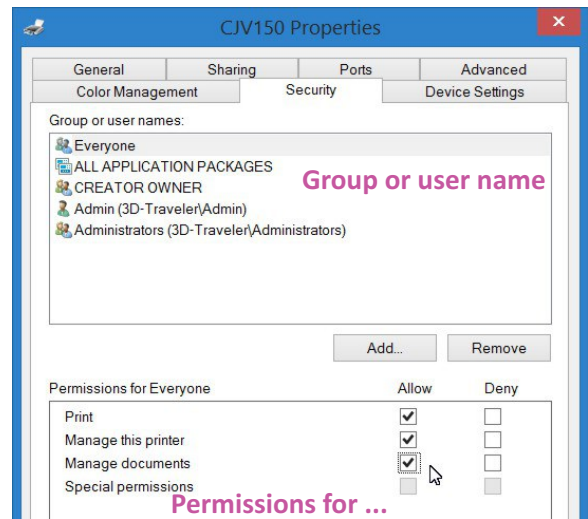 CJV150 Properties
General Sharing Ports Advanced
Color Management Security Device Settings
Group or user names:
Everyone
ALL APPLICATION PACKAGES
Group or user name
CREATOR OWNER
Admin (3D-Traveler\Admin)
Administrators (3D-Traveler\Administrators)
Add... Remove
Permissions for Everyone Allow Deny
Print
Manage this printer
Manage documents
Special permissions
Permissions for ...